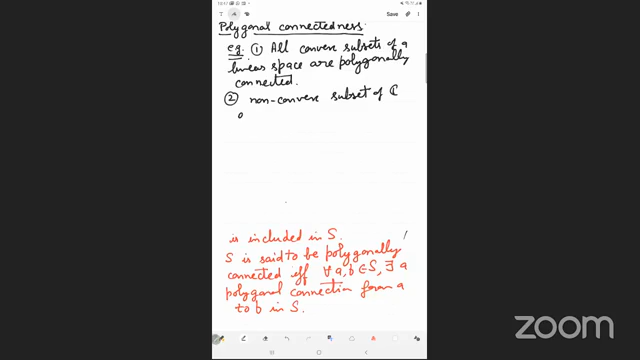 Save
Polygonal connectedness:
eg: ① All convex subsets of a
linear space are polygonally
connected.
② non-convex subset of ℂ
is included in S.
S is said to be polygonally
connected iff ∀ a, b ∈ S, ∃ a
polygonal connection from a
to b in S.
zoom